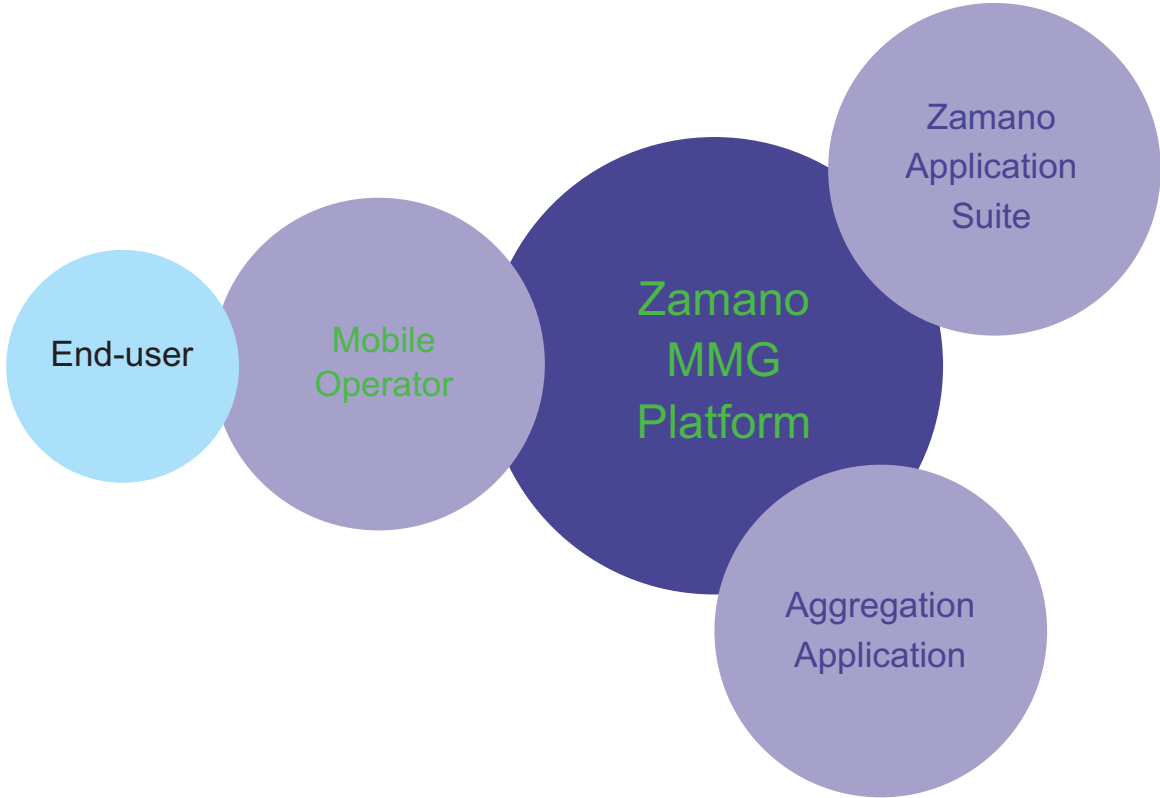 End-user
Mobile
Operator
Zamano
MMG
Platform
Zamano
Application
Suite
Aggregation
Application